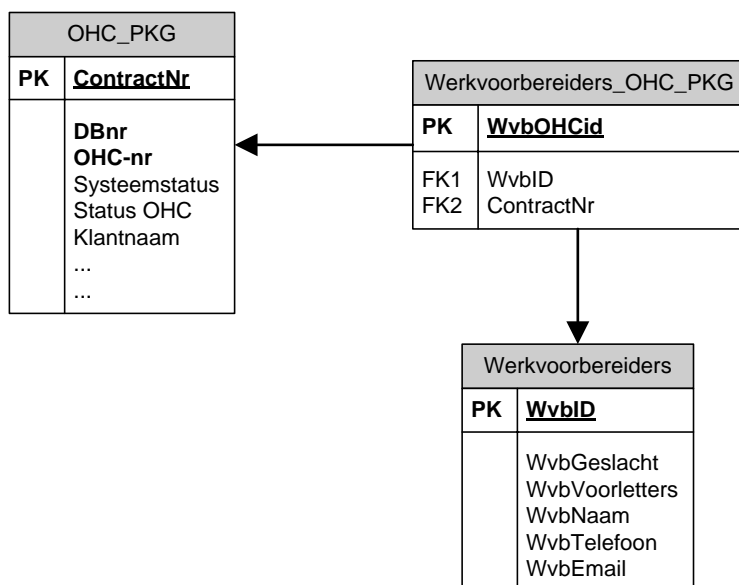 OHC_PKG
PK ContractNr
DBnr
OHC-nr
Systeemstatus
Status OHC
Klantnaam
...
...
Werkvoorbereiders_OHC_PKG
PK WvbOHCid
FK1 WvbID
FK2 ContractNr
Werkvoorbereiders
PK WvbID
WvbGeslacht
WvbVoorletters
WvbNaam
WvbTelefoon
WvbEmail